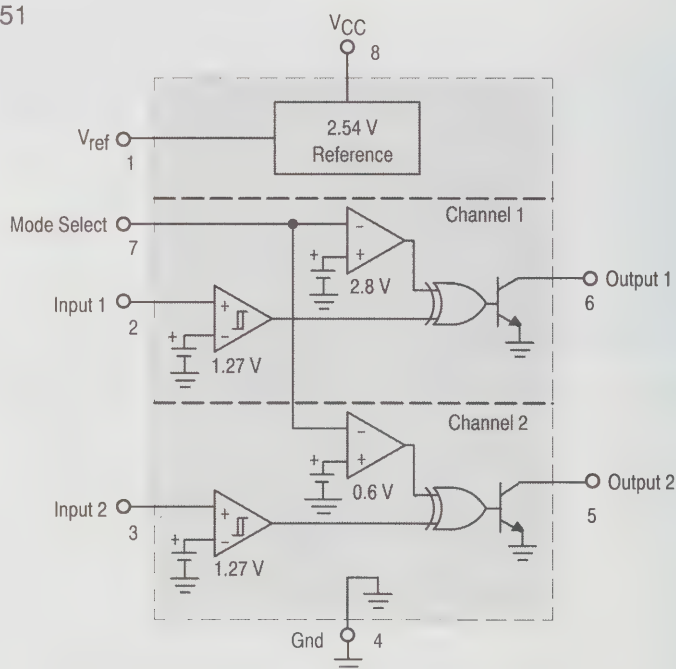 51
VCC
8
Vref
1
2.54 V
Reference
Channel 1
Mode Select
7
−
+
2.8 V
Output 1
6
Input 1
2
+
−
+
1.27 V
Channel 2
−
+
0.6 V
Output 2
5
Input 2
3
+
−
+
1.27 V
Gnd
4